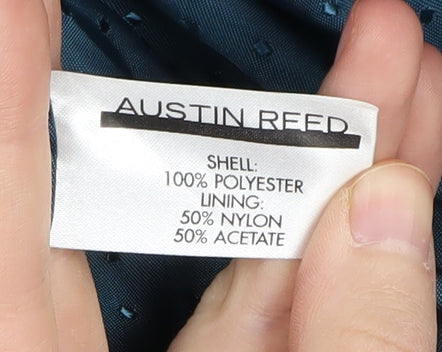 AUSTIN REED
SHELL:
100% POLYESTER
LINING:
50% NYLON
50% ACETATE